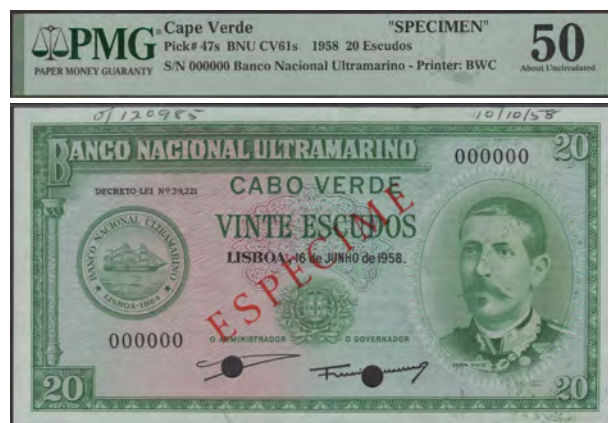 PMG
PAPER MONEY GUARANTY
Cape Verde "SPECIMEN"
Pick# 47s BNU CV61s 1958 20 Escudos
S/N 000000 Banco Nacional Ultramarino - Printer: BWC
50
About Uncirculated
O/120985 10/10/58
BANCO NACIONAL ULTRAMARINO
000000
20
DECRETO-LEI Nº 39,221
CABO VERDE
VINTE ESCUDOS
LISBOA, 16 de JUNHO de 1958.
ESPECIME
BANCO NACIONAL ULTRAMARINO
LISBOA-1864
000000
O ADMINISTRADOR
O GOVERNADOR
20
20